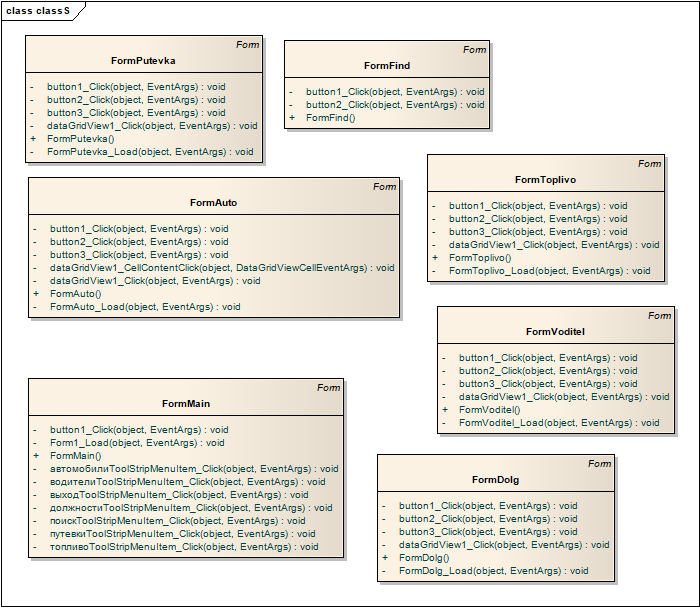 class class S
Form
FormPutevka
- button1_Click(object, EventArgs) : void
- button2_Click(object, EventArgs) : void
- button3_Click(object, EventArgs) : void
- dataGridView1_Click(object, EventArgs) : void
+ FormPutevka()
- FormPutevka_Load(object, EventArgs) : void
Form
FormFind
- button1_Click(object, EventArgs) : void
- button2_Click(object, EventArgs) : void
+ FormFind()
Form
FormToplivo
- button1_Click(object, EventArgs) : void
- button2_Click(object, EventArgs) : void
- button3_Click(object, EventArgs) : void
- dataGridView1_Click(object, EventArgs) : void
+ FormToplivo()
- FormToplivo_Load(object, EventArgs) : void
Form
FormAuto
- button1_Click(object, EventArgs) : void
- button2_Click(object, EventArgs) : void
- button3_Click(object, EventArgs) : void
- dataGridView1_CellContentClick(object, DataGridViewCellEventArgs) : void
- dataGridView1_Click(object, EventArgs) : void
+ FormAuto()
- FormAuto_Load(object, EventArgs) : void
Form
FormVoditel
- button1_Click(object, EventArgs) : void
- button2_Click(object, EventArgs) : void
- button3_Click(object, EventArgs) : void
- dataGridView1_Click(object, EventArgs) : void
+ FormVoditel()
- FormVoditel_Load(object, EventArgs) : void
Form
FormMain
- button1_Click(object, EventArgs) : void
- Form1_Load(object, EventArgs) : void
+ FormMain()
- автомобилиToolStripMenuItem_Click(object, EventArgs) : void
- водителиToolStripMenuItem_Click(object, EventArgs) : void
- выходToolStripMenuItem_Click(object, EventArgs) : void
- должностиToolStripMenuItem_Click(object, EventArgs) : void
- поискToolStripMenuItem_Click(object, EventArgs) : void
- путевкиToolStripMenuItem_Click(object, EventArgs) : void
- топливоToolStripMenuItem_Click(object, EventArgs) : void
Form
FormDolg
- button1_Click(object, EventArgs) : void
- button2_Click(object, EventArgs) : void
- button3_Click(object, EventArgs) : void
- dataGridView1_Click(object, EventArgs) : void
+ FormDolg()
- FormDolg_Load(object, EventArgs) : void